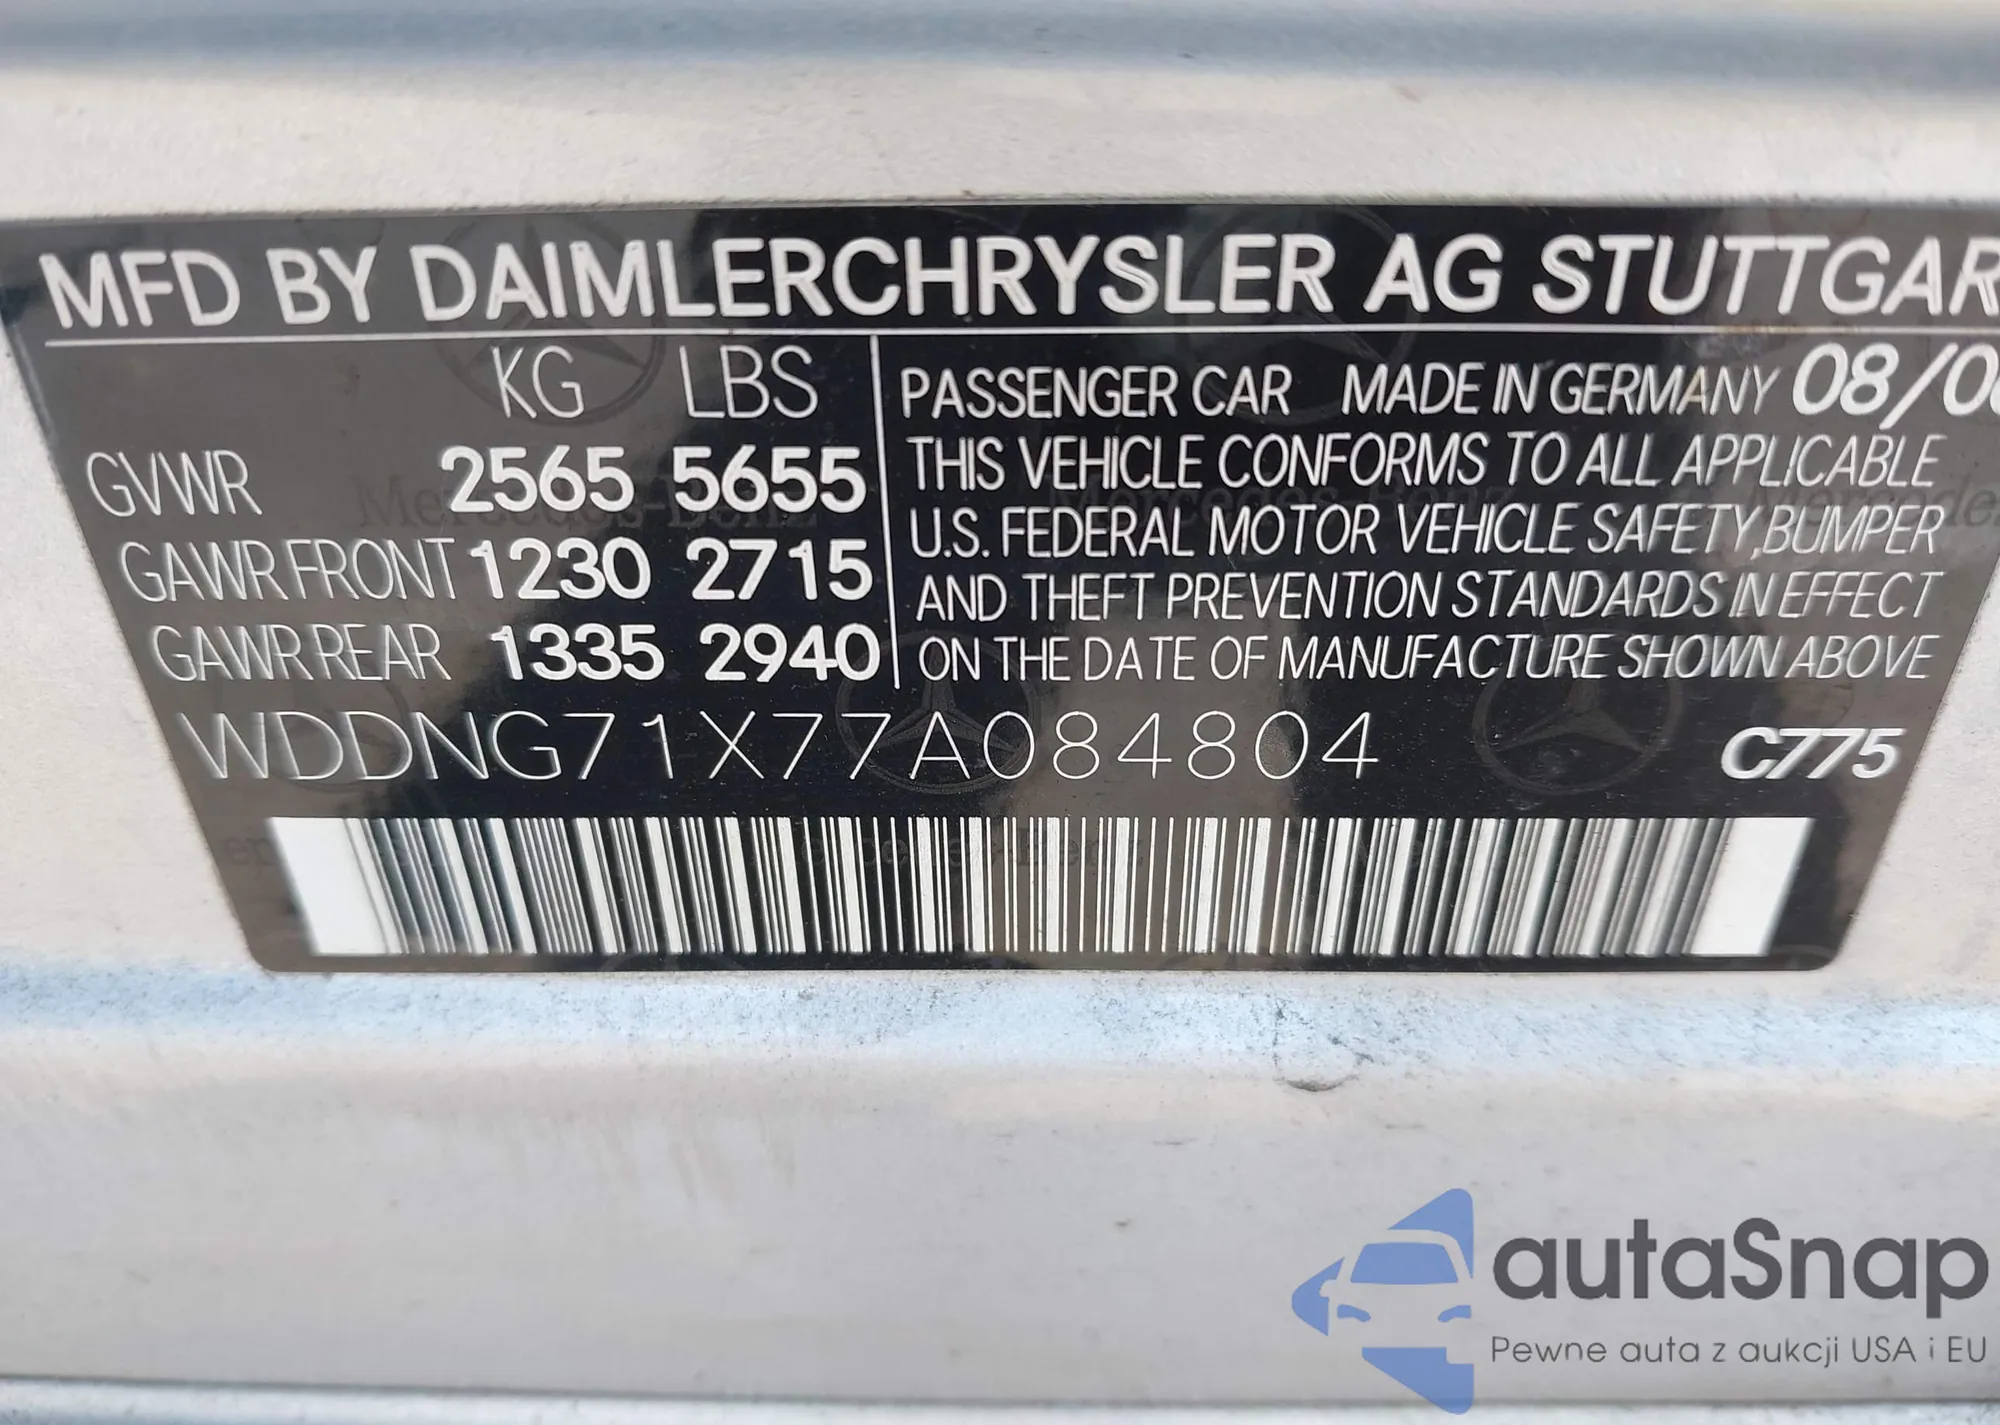 MFD BY DAIMLERCHRYSLER AG STUTTGAR
KG LBS
GVWR 2565 5655
GAWR FRONT 1230 2715
GAWR REAR 1335 2940
PASSENGER CAR MADE IN GERMANY 08/06
THIS VEHICLE CONFORMS TO ALL APPLICABLE
U.S. FEDERAL MOTOR VEHICLE SAFETY,BUMPER
AND THEFT PREVENTION STANDARDS IN EFFECT
ON THE DATE OF MANUFACTURE SHOWN ABOVE
WDDNG71X77A084804 C775
autaSnap
Pewne auta z aukcji USA i EU